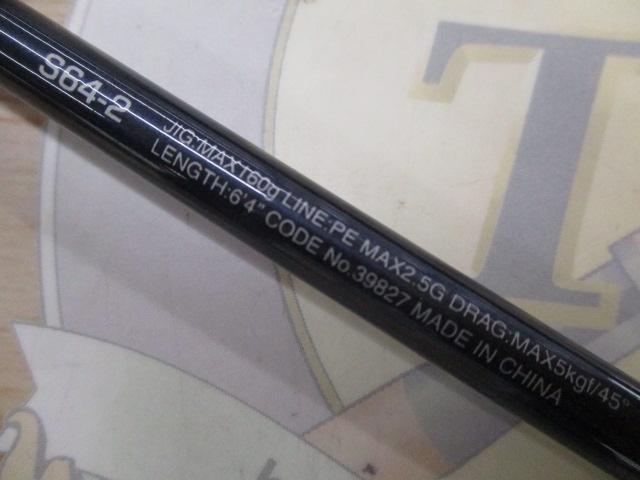 S64-2
JIG:MAX160g LINE:PE MAX2.5G DRAG:MAX5kgf/45°
LENGTH:6'4" CODE No.39827 MADE IN CHINA
T